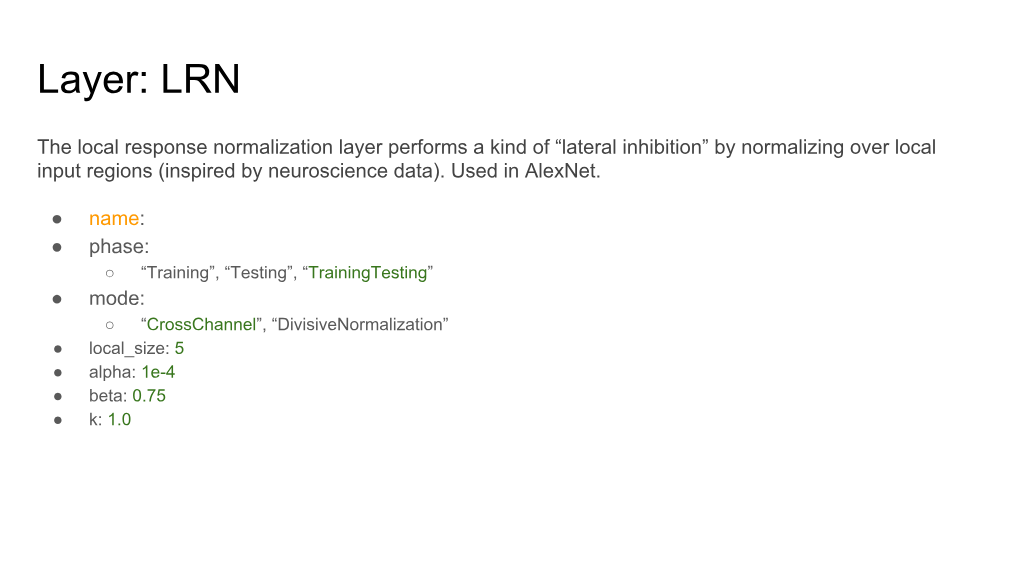 Layer: LRN
The local response normalization layer performs a kind of “lateral inhibition” by normalizing over local
input regions (inspired by neuroscience data). Used in AlexNet.
● name:
● phase:
○ “Training”, “Testing”, “TrainingTesting”
● mode:
○ “CrossChannel”, “DivisiveNormalization”
● local_size: 5
● alpha: 1e-4
● beta: 0.75
● k: 1.0